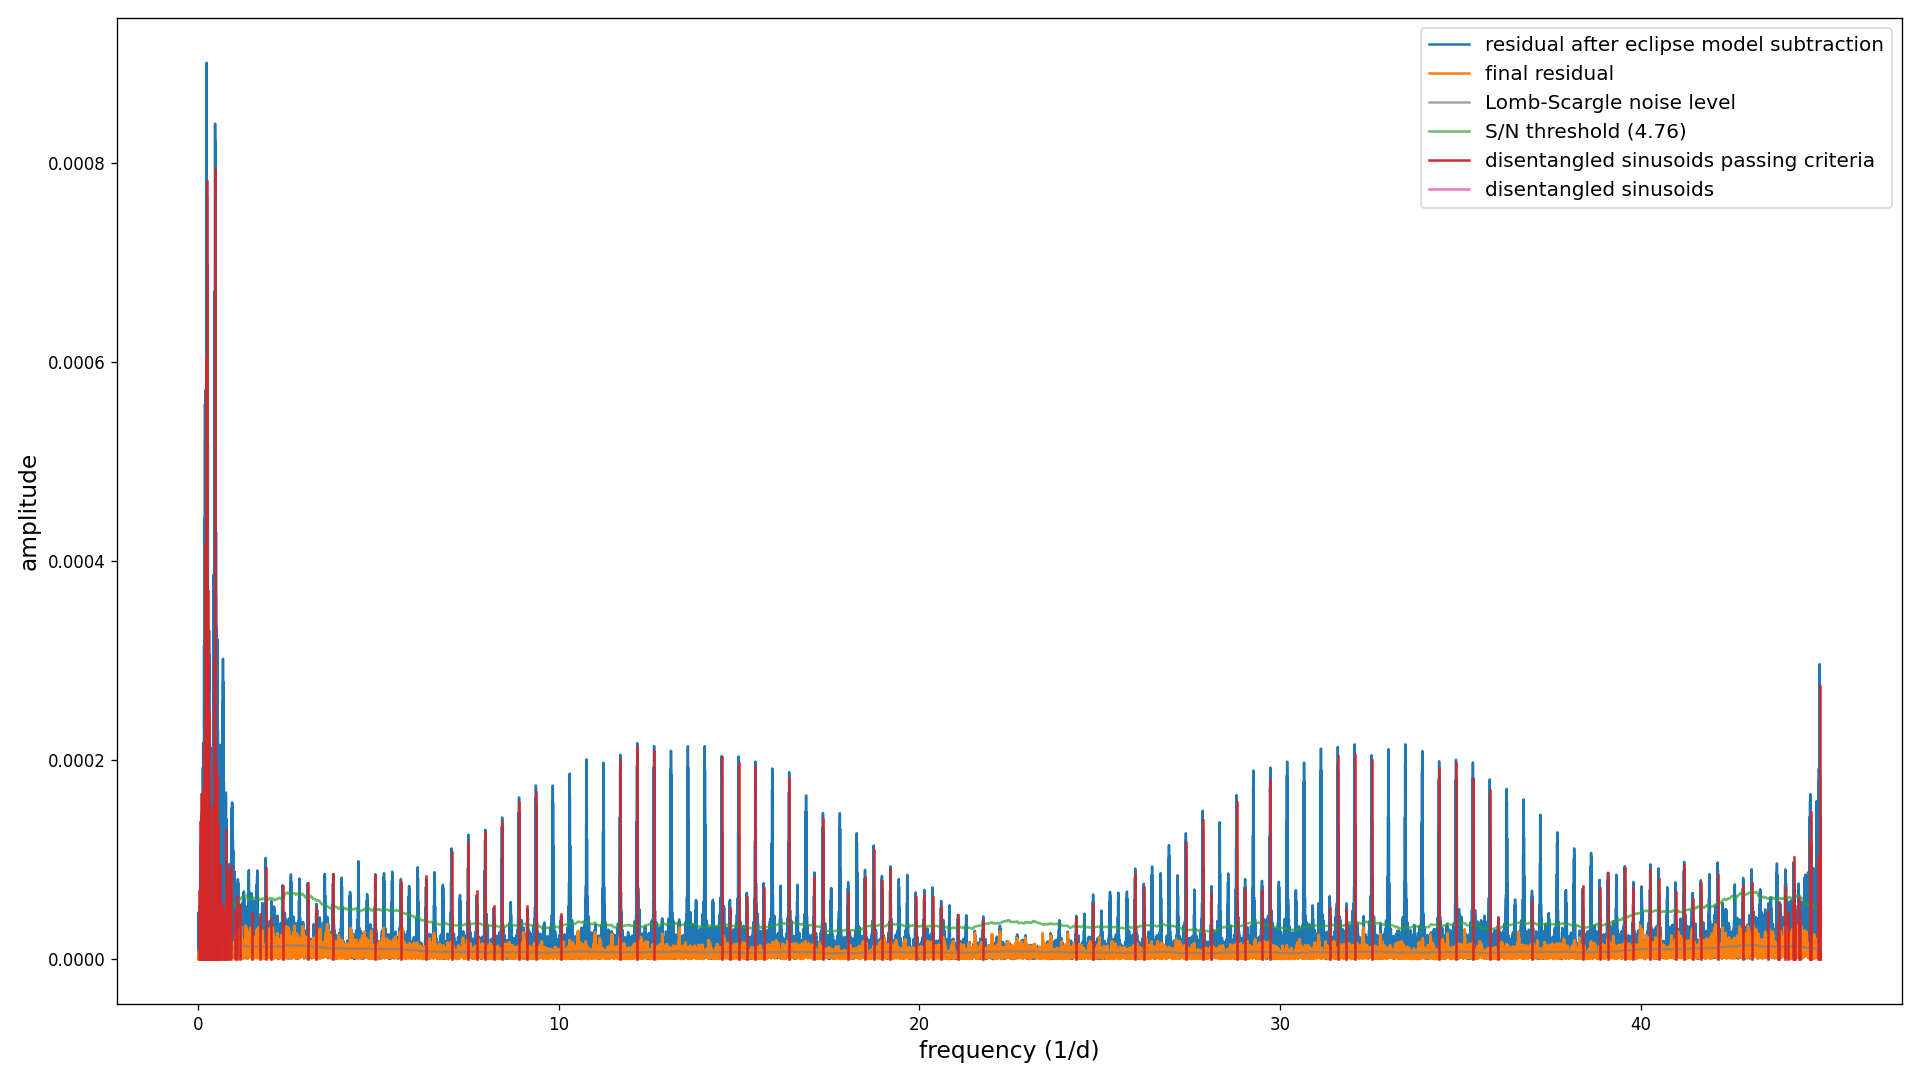 residual after eclipse model subtraction
final residual
Lomb-Scargle noise level
S/N threshold (4.76)
disentangled sinusoids passing criteria
disentangled sinusoids
amplitude
0.0008
0.0006
0.0004
0.0002
0.0000
0 10 20 30 40
frequency (1/d)